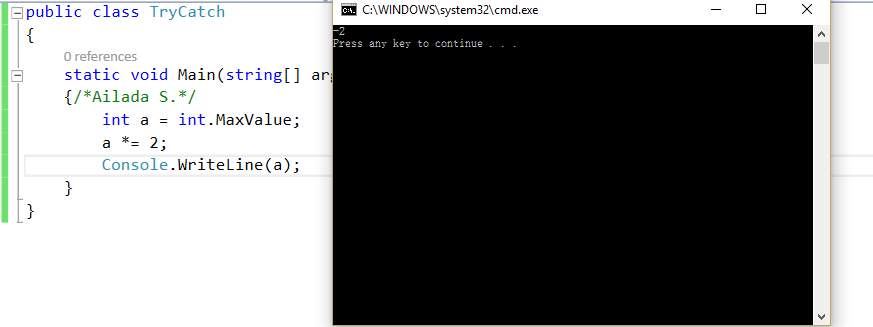 public class TryCatch
{
0 references
static void Main(string[] arg
{/*Ailada S.*/
int a = int.MaxValue;
a *= 2;
Console.WriteLine(a);
}
}
C:\WINDOWS\system32\cmd.exe
-2
Press any key to continue . . .